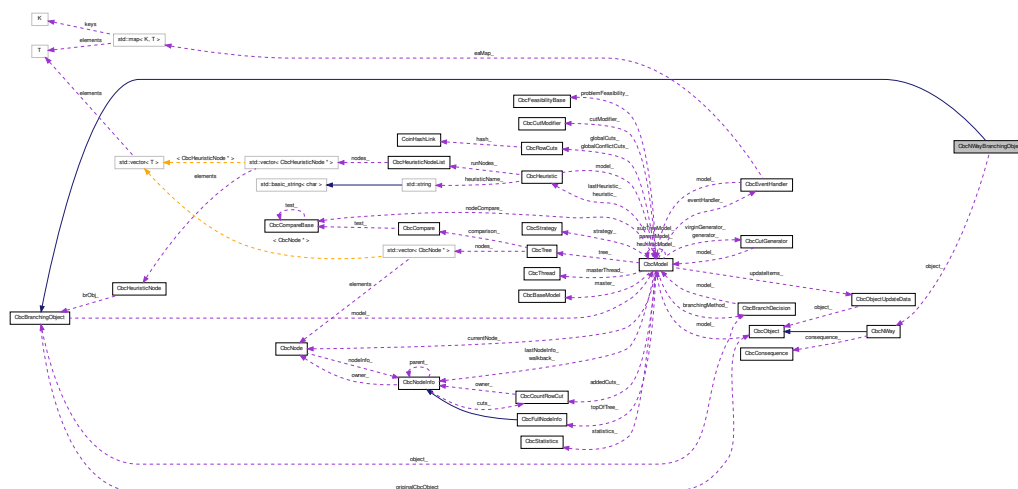 K
keys
std::map< K, T >
T
elements
eaMap_
elements
CbcFeasibilityBase
problemFeasibility_
CbcCutModifier
cutModifier_
CoinHashLink
hash_
CbcRowCuts
globalCuts_
globalConflictCuts_
CbcNWayBranchingObject
std::vector< T >
< CbcHeuristicNode * >
std::vector< CbcHeuristicNode * >
nodes_
CbcHeuristicNodeList
runNodes_
model_
elements
heuristicName_
CbcHeuristic
std::basic_string< char >
std::string
lastHeuristic_
heuristic_
model_
CbcEventHandler
eventHandler_
test_
nodeCompare_
CbcCompareBase
test_
CbcCompare
CbcStrategy
strategy_
subTreeModel_
parentModel_
heuristicModel_
virginGenerator_
generator_
CbcCutGenerator
< CbcNode * >
comparison_
std::vector< CbcNode * >
nodes_
CbcTree
tree_
model_
CbcModel
object_
CbcThread
masterThread_
updateItems_
CbcHeuristicNode
elements
master_
model_
CbcBaseModel
brObj_
branchingMethod_
CbcObjectUpdateData
CbcBranchDecision
object_
CbcBranchingObject
model_
model_
CbcObject
CbcNWay
currentNode_
consequence_
CbcNode
nodeInfo_
parent_
lastNodeInfo_
walkback_
CbcConsequence
owner_
CbcNodeInfo
owner_
addedCuts_
cuts_
CbcCountRowCut
topOfTree_
CbcFullNodeInfo
statistics_
CbcStatistics
object_
originalCbcObject